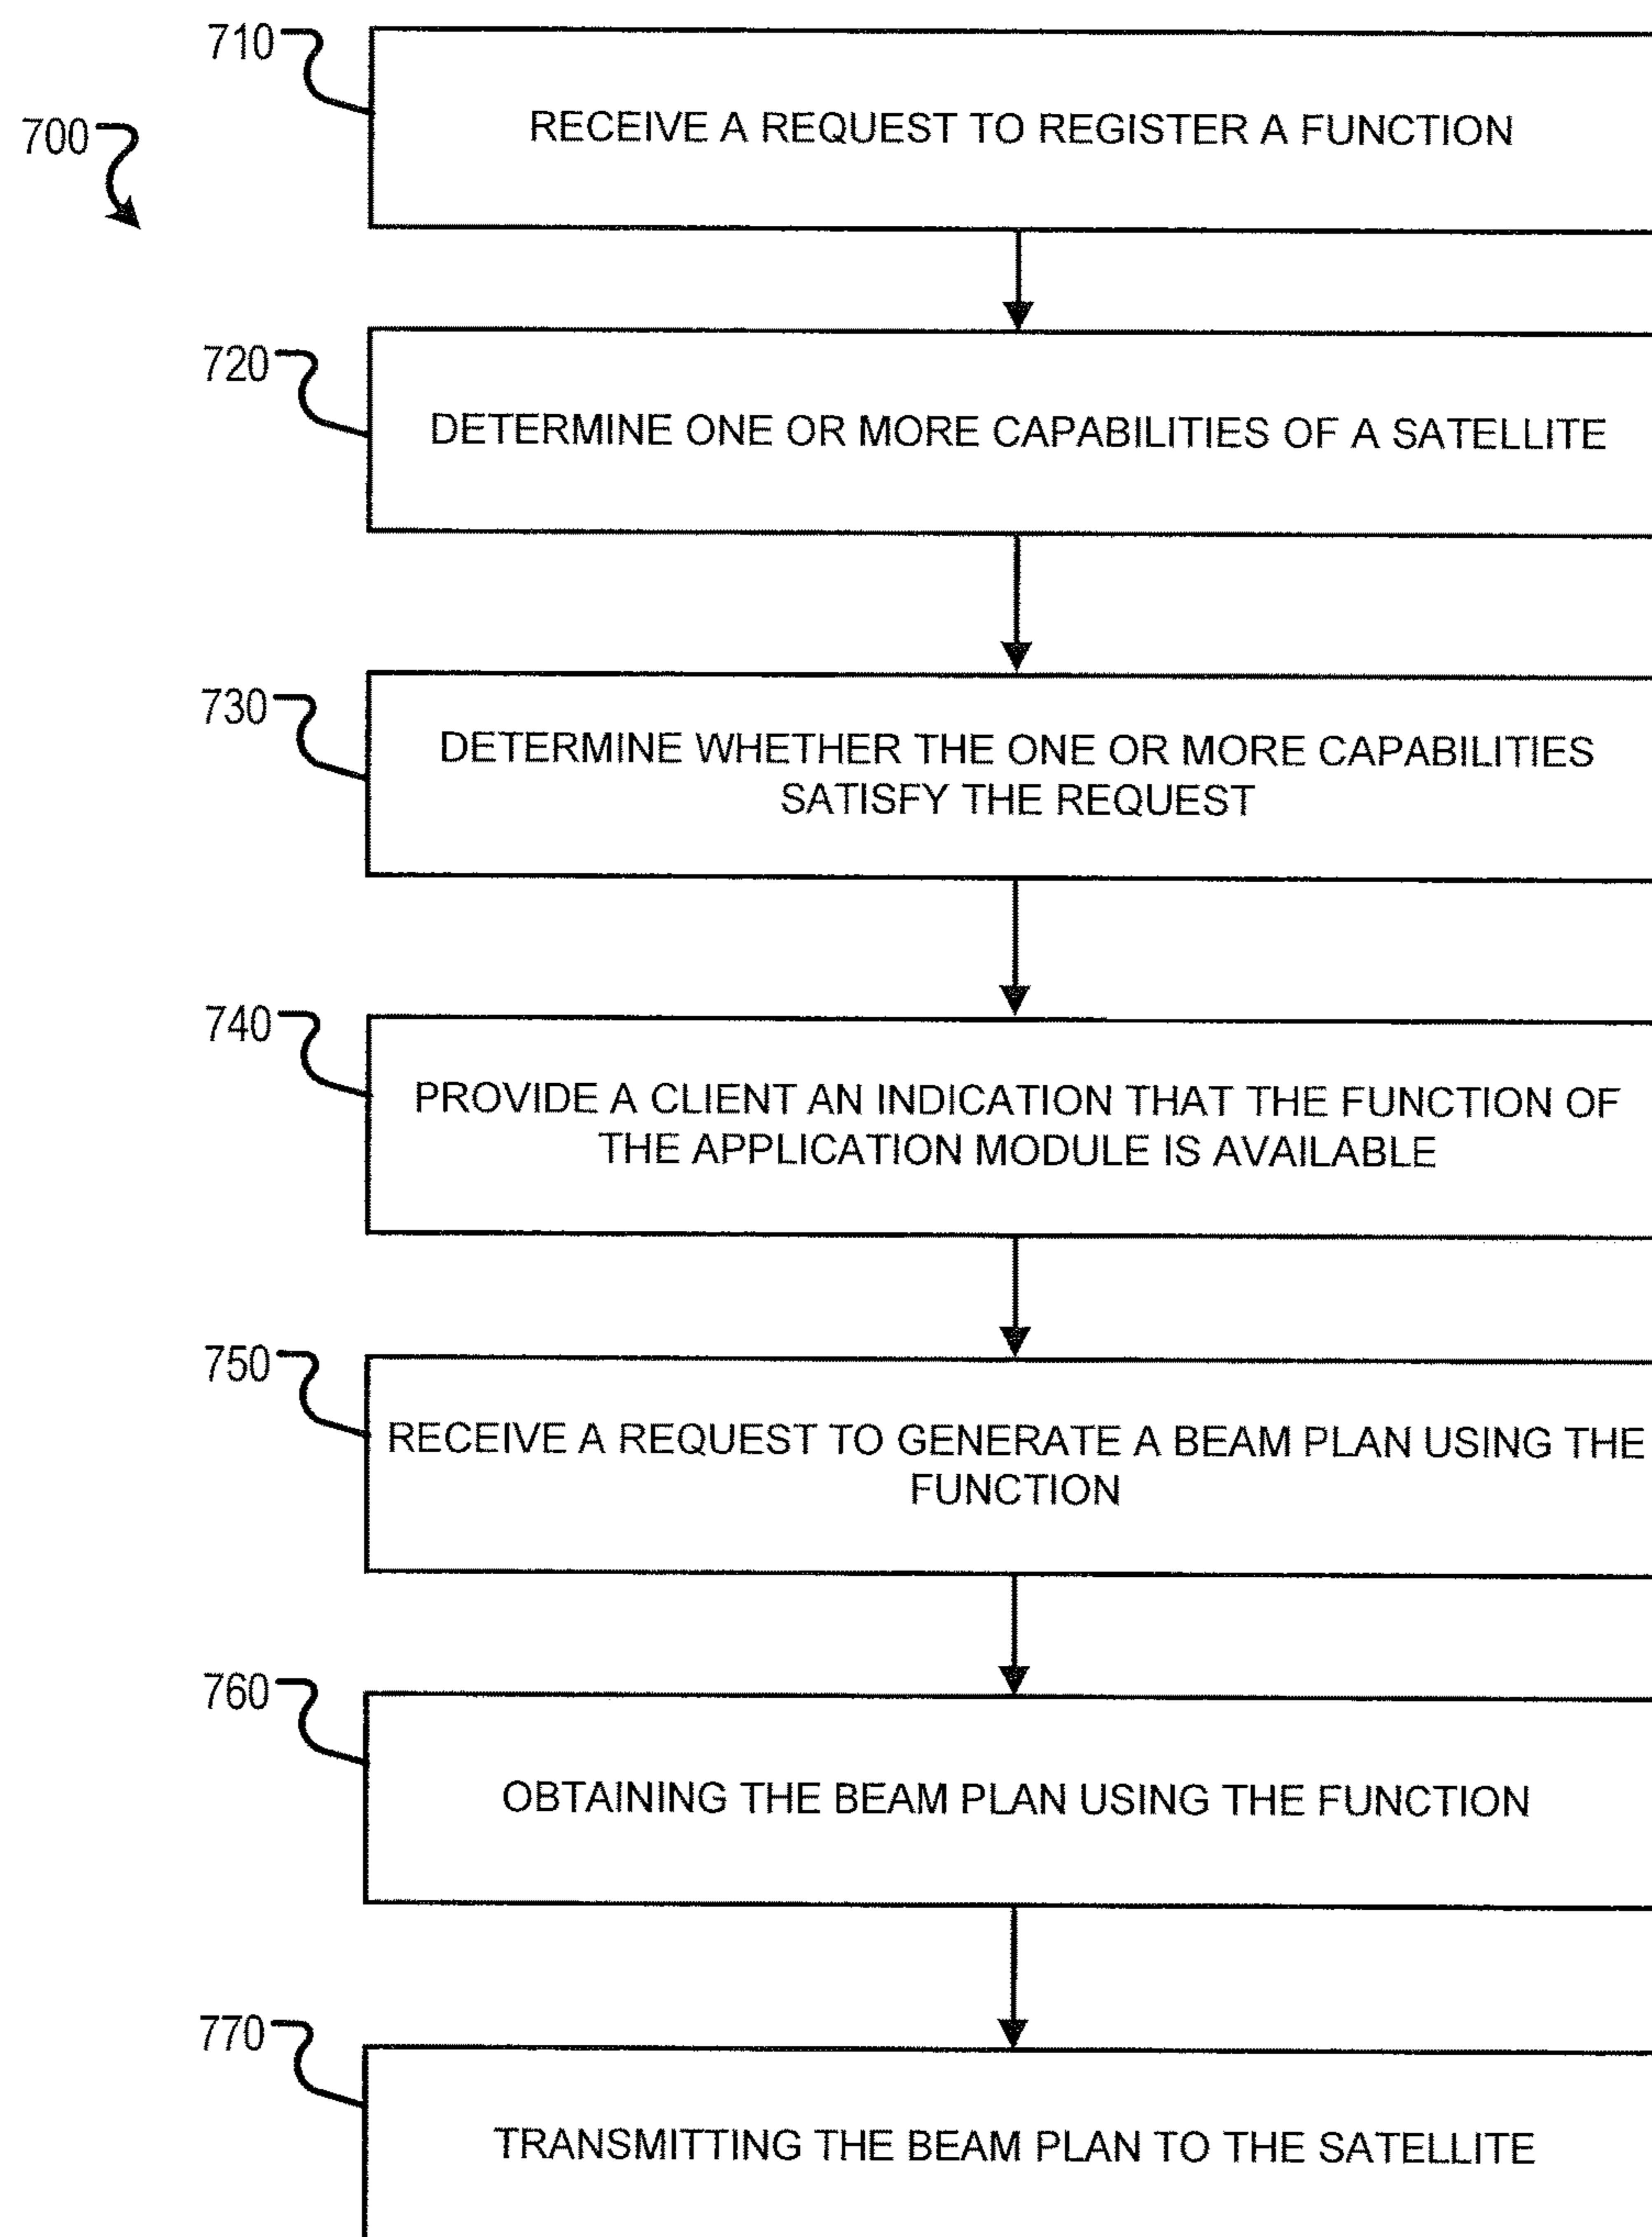 710
RECEIVE A REQUEST TO REGISTER A FUNCTION
700
720
DETERMINE ONE OR MORE CAPABILITIES OF A SATELLITE
730
DETERMINE WHETHER THE ONE OR MORE CAPABILITIES
SATISFY THE REQUEST
740
PROVIDE A CLIENT AN INDICATION THAT THE FUNCTION OF
THE APPLICATION MODULE IS AVAILABLE
750
RECEIVE A REQUEST TO GENERATE A BEAM PLAN USING THE
FUNCTION
760
OBTAINING THE BEAM PLAN USING THE FUNCTION
770
TRANSMITTING THE BEAM PLAN TO THE SATELLITE